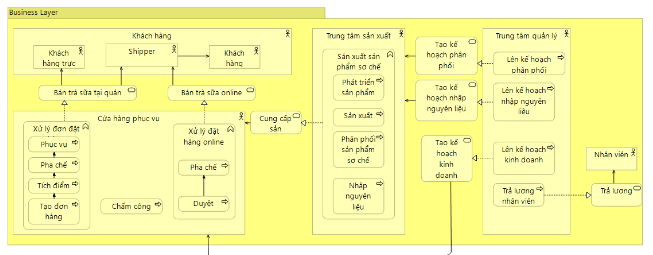 Business Layer
Khách hàng
Khách
hàng trực
Shipper
Khách
hàng
Bán trà sữa tại quán
Bán trà sữa online
Cửa hàng phục vụ
Xử lý đơn đặt
Phục vụ
Pha chế
Tích điểm
Tạo đơn
hàng
Chấm công
Xử lý đặt
hàng online
Pha chế
Duyệt
Cung cấp
sản
Trung tâm sản xuất
Sản xuất sản
phẩm sơ chế
Phát triển
sản phẩm
Sản xuất
Phân phối
sản phẩm
sơ chế
Nhập
nguyên
liệu
Tạo kế
hoạch phân
phối
Tạo kế
hoạch nhập
nguyên liệu
Tạo kế
hoạch
kinh
doanh
Trung tâm quản lý
Lên kế hoạch
phân phối
Lên kế hoạch
nhập nguyên
liệu
Lên kế hoạch
kinh doanh
Trả lương
nhân viên
Nhân viên
Trả lương